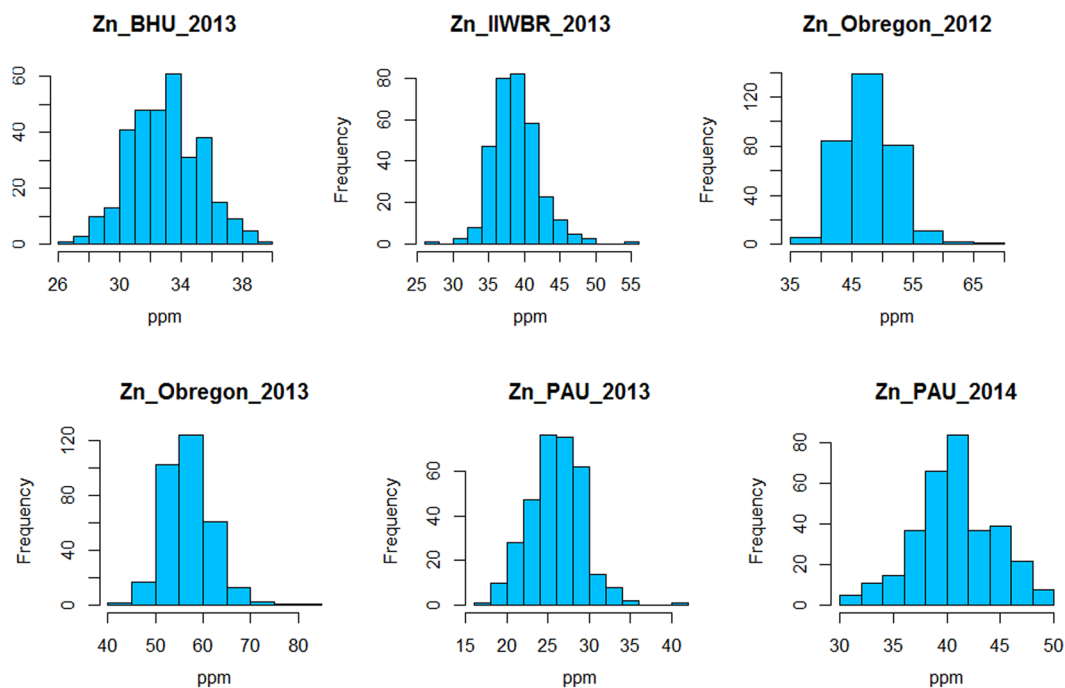 Zn_BHU_2013
60
40
20
0
26 30 34 38
ppm
Zn_IIWBR_2013
Frequency
80
60
40
20
0
25 30 35 40 45 50 55
ppm
Zn_Obregon_2012
Frequency
120
80
40
0
35 45 55 65
ppm
Zn_Obregon_2013
Frequency
120
80
40
0
40 50 60 70 80
ppm
Zn_PAU_2013
Frequency
60
40
20
0
15 20 25 30 35 40
ppm
Zn_PAU_2014
Frequency
80
60
40
20
0
30 35 40 45 50
ppm